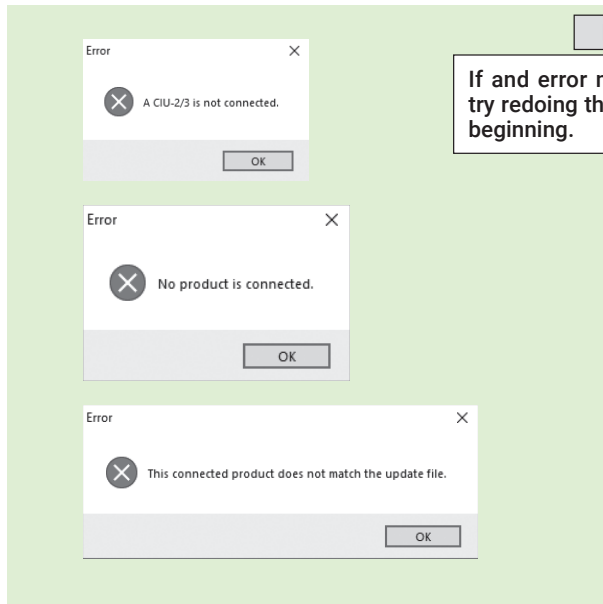 Error
A CIU-2/3 is not connected.
OK
If and error
try redoing
beginning.
Error
No product is connected.
OK
Error
This connected product does not match the update file.
OK